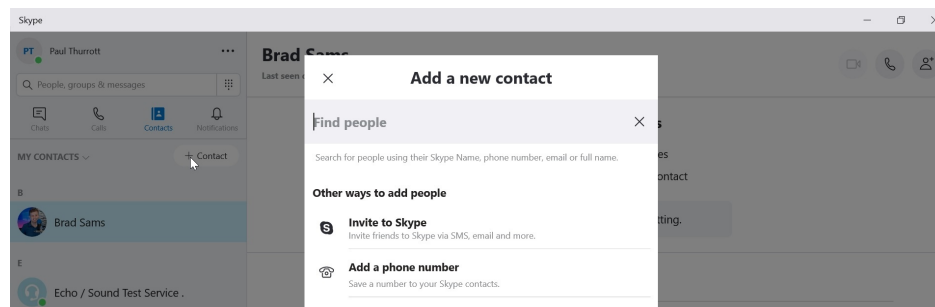 Skype
PT Paul Thurrott
People, groups & messages
Chats Calls Contacts Notifications
MY CONTACTS + Contact
B
Brad Sams
E
Echo / Sound Test Service .
Brad
Last seen
Add a new contact
Find people
Search for people using their Skype Name, phone number, email or full name.
Other ways to add people
Invite to Skype
Invite friends to Skype via SMS, email and more.
Add a phone number
Save a number to your Skype contacts.
s
es
ontact
tting.